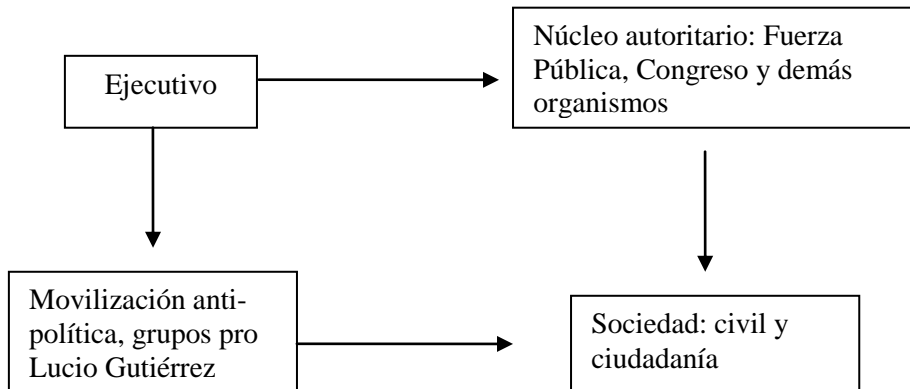 Ejecutivo
Núcleo autoritario: Fuerza
Pública, Congreso y demás
organismos
Movilización anti-
política, grupos pro
Lucio Gutiérrez
Sociedad: civil y
ciudadanía